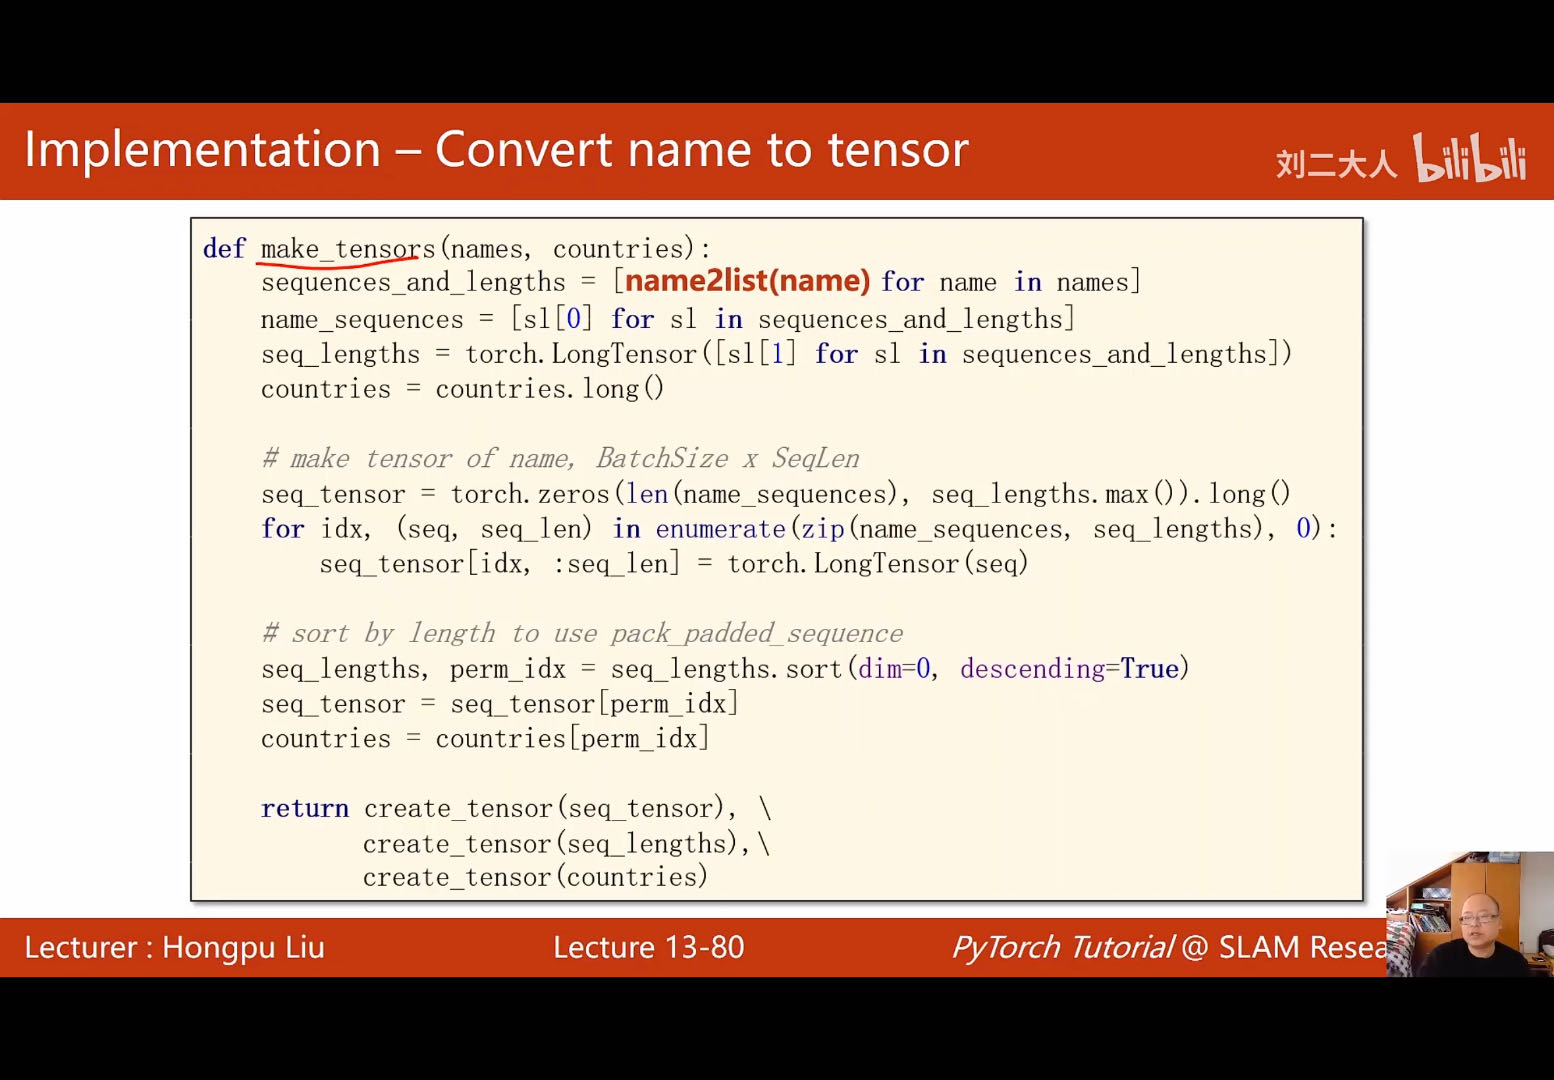 Implementation – Convert name to tensor
刘二大人 bilibili
def make_tensors(names, countries):
sequences_and_lengths = [name2list(name) for name in names]
name_sequences = [sl[0] for sl in sequences_and_lengths]
seq_lengths = torch.LongTensor([sl[1] for sl in sequences_and_lengths])
countries = countries.long()
# make tensor of name, BatchSize x SeqLen
seq_tensor = torch.zeros(len(name_sequences), seq_lengths.max()).long()
for idx, (seq, seq_len) in enumerate(zip(name_sequences, seq_lengths), 0):
seq_tensor[idx, :seq_len] = torch.LongTensor(seq)
# sort by length to use pack_padded_sequence
seq_lengths, perm_idx = seq_lengths.sort(dim=0, descending=True)
seq_tensor = seq_tensor[perm_idx]
countries = countries[perm_idx]
return create_tensor(seq_tensor), \
create_tensor(seq_lengths),\
create_tensor(countries)
Lecturer : Hongpu Liu
Lecture 13-80
PyTorch Tutorial @ SLAM Resea